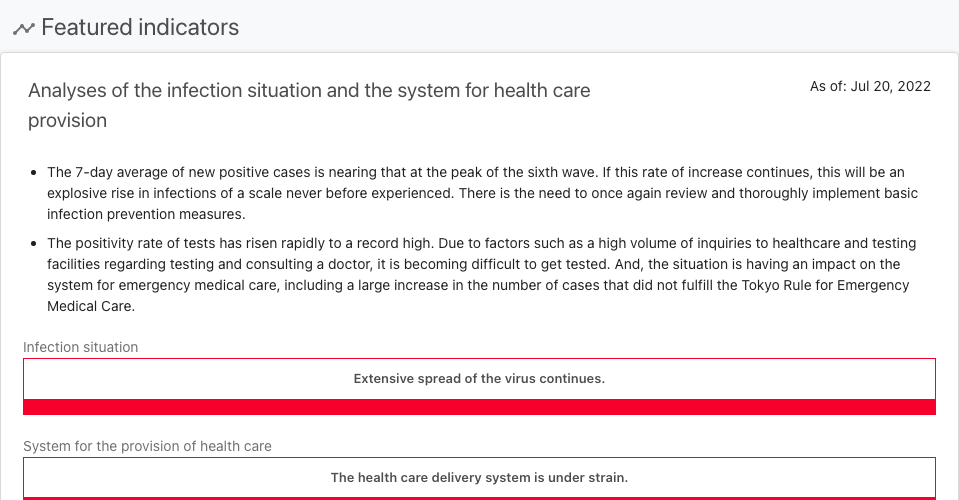 Featured indicators
Analyses of the infection situation and the system for health care
provision
As of: Jul 20, 2022
The 7-day average of new positive cases is nearing that at the peak of the sixth wave. If this rate of increase continues, this will be an
explosive rise in infections of a scale never before experienced. There is the need to once again review and thoroughly implement basic
infection prevention measures.
The positivity rate of tests has risen rapidly to a record high. Due to factors such as a high volume of inquiries to healthcare and testing
facilities regarding testing and consulting a doctor, it is becoming difficult to get tested. And, the situation is having an impact on the
system for emergency medical care, including a large increase in the number of cases that did not fulfill the Tokyo Rule for Emergency
Medical Care.
Infection situation
Extensive spread of the virus continues.
System for the provision of health care
The health care delivery system is under strain.